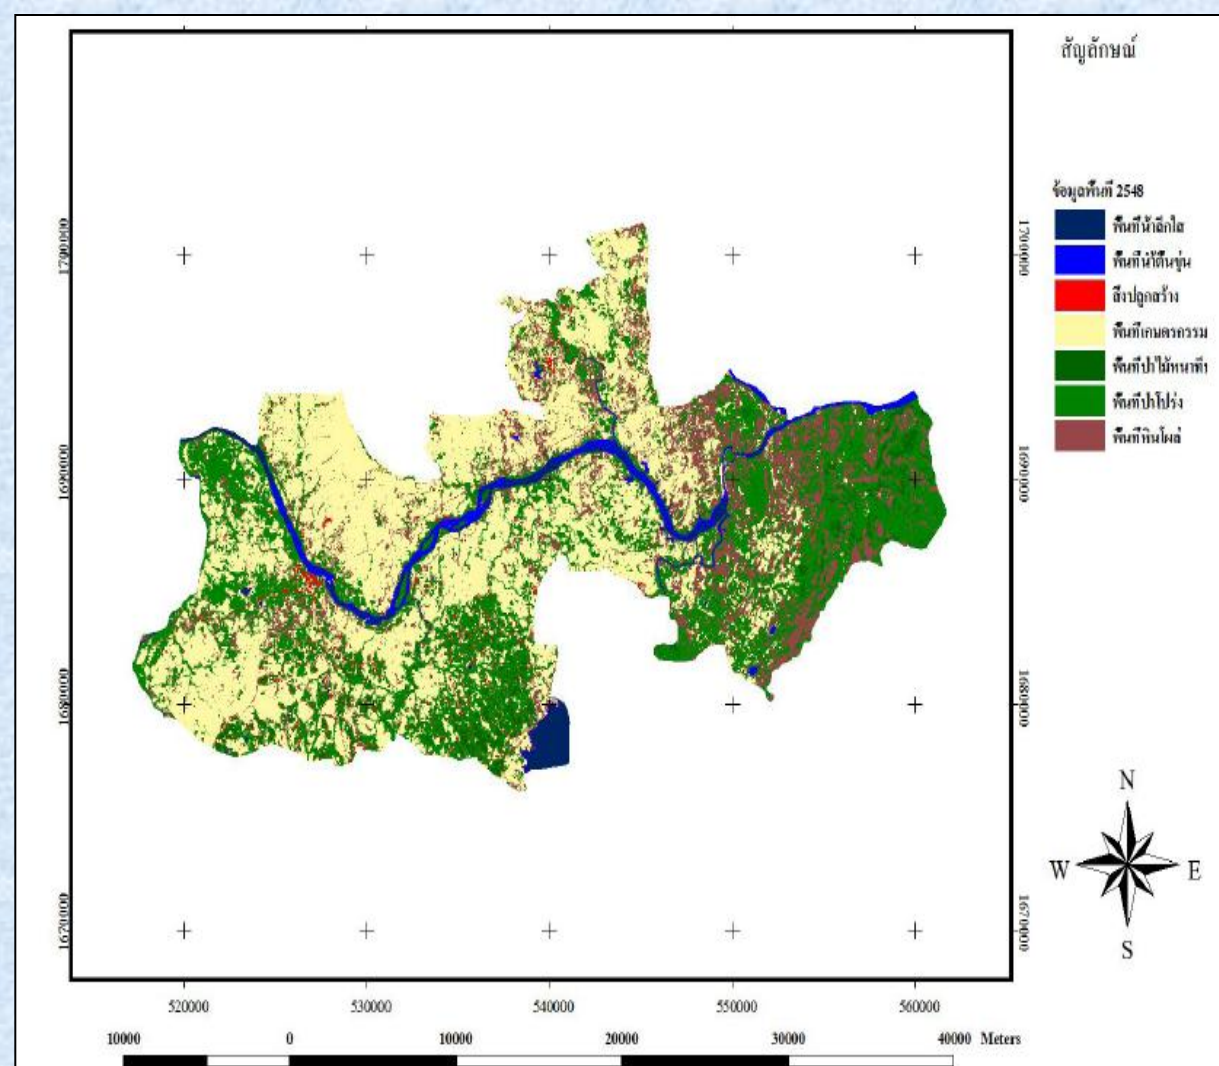 สัญลักษณ์
ข้อมูลพื้นที่ 2548
พื้นที่น้ำลึกใส
พื้นที่น้ำตื้นขุ่น
สิ่งปลูกสร้าง
พื้นที่เกษตรกรรม
พื้นที่ป่าไม้หนาทึบ
พื้นที่ป่าโปร่ง
พื้นที่หินโผล่
1700000
1700000
1690000
1690000
1680000
1680000
1670000
1670000
N
W E
S
520000 530000 540000 550000 560000
10000 0 10000 20000 30000 40000 Meters